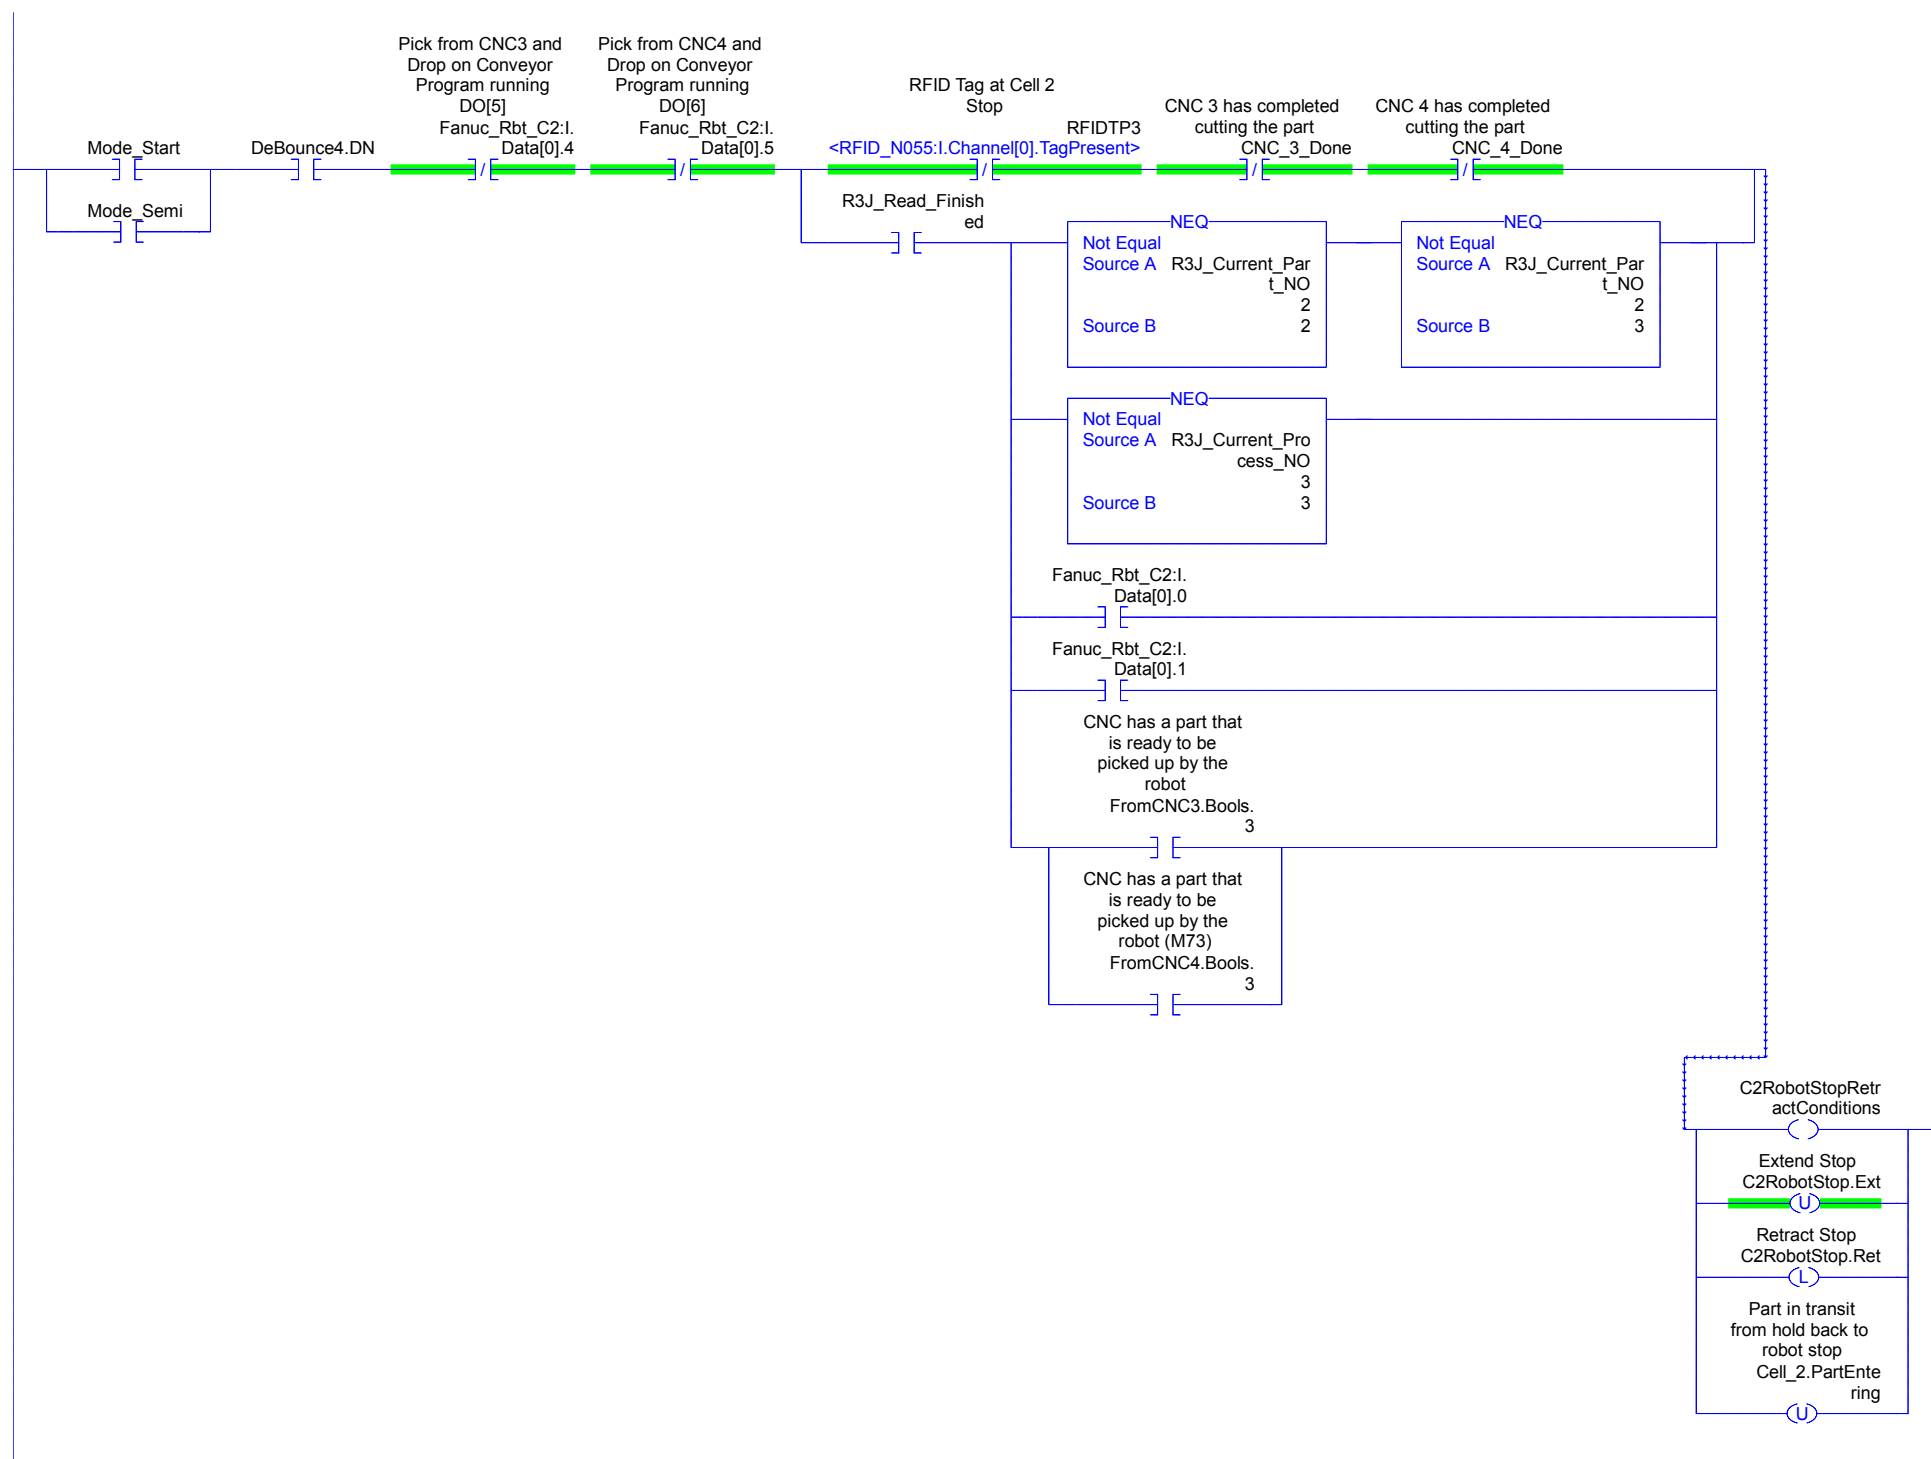 Pick from CNC3 and
Drop on Conveyor
Program running
DO[5]
Fanuc_Rbt_C2:I.
Data[0].4
Pick from CNC4 and
Drop on Conveyor
Program running
DO[6]
Fanuc_Rbt_C2:I.
Data[0].5
RFID Tag at Cell 2
Stop
RFIDTP3
<RFID_N055:I.Channel[0].TagPresent>
CNC 3 has completed
cutting the part
CNC_3_Done
CNC 4 has completed
cutting the part
CNC_4_Done
Mode_Start
DeBounce4.DN
Mode_Semi
R3J_Read_Finish
ed
NEQ
Not Equal
Source A R3J_Current_Par
t_NO
2
Source B 2
NEQ
Not Equal
Source A R3J_Current_Par
t_NO
2
Source B 3
NEQ
Not Equal
Source A R3J_Current_Pro
cess_NO
3
Source B 3
Fanuc_Rbt_C2:I.
Data[0].0
Fanuc_Rbt_C2:I.
Data[0].1
CNC has a part that
is ready to be
picked up by the
robot
FromCNC3.Bools.
3
CNC has a part that
is ready to be
picked up by the
robot (M73)
FromCNC4.Bools.
3
C2RobotStopRetr
actConditions
Extend Stop
C2RobotStop.Ext
U
Retract Stop
C2RobotStop.Ret
L
Part in transit
from hold back to
robot stop
Cell_2.PartEnte
ring
U